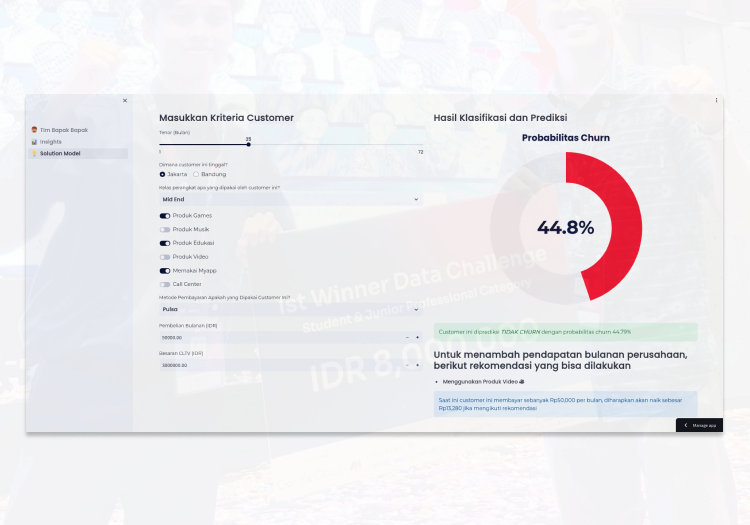 Tim Bapak Bapak
Insights
Solution Model
Masukkan Kriteria Customer
Tenor (Bulan)
25
1
72
Dimana customer ini tinggal?
Jakarta
Bandung
Kelas perangkat apa yang dipakai oleh customer ini?
Mid End
Produk Games
Produk Musik
Produk Edukasi
Produk Video
Memakai Myapp
Call Center
Metode Pembayaran Apakah yang Dipakai Customer Ini?
Pulsa
Pembelian Bulanan (IDR)
50000.00
Besaran CLTV (IDR)
5000000.00
Hasil Klasifikasi dan Prediksi
Probabilitas Churn
44.8%
Customer ini diprediksi TIDAK CHURN dengan probabilitas churn 44.79%
Untuk menambah pendapatan bulanan perusahaan,
berikut rekomendasi yang bisa dilakukan
Menggunakan Produk Video
Saat ini customer ini membayar sebanyak Rp50,000 per bulan, diharapkan akan naik sebesar
Rp13,280 jika mengikuti rekomendasi
Manage app
1st Winner Data Challenge
Student & Junior Professional Category
IDR 8,000,000